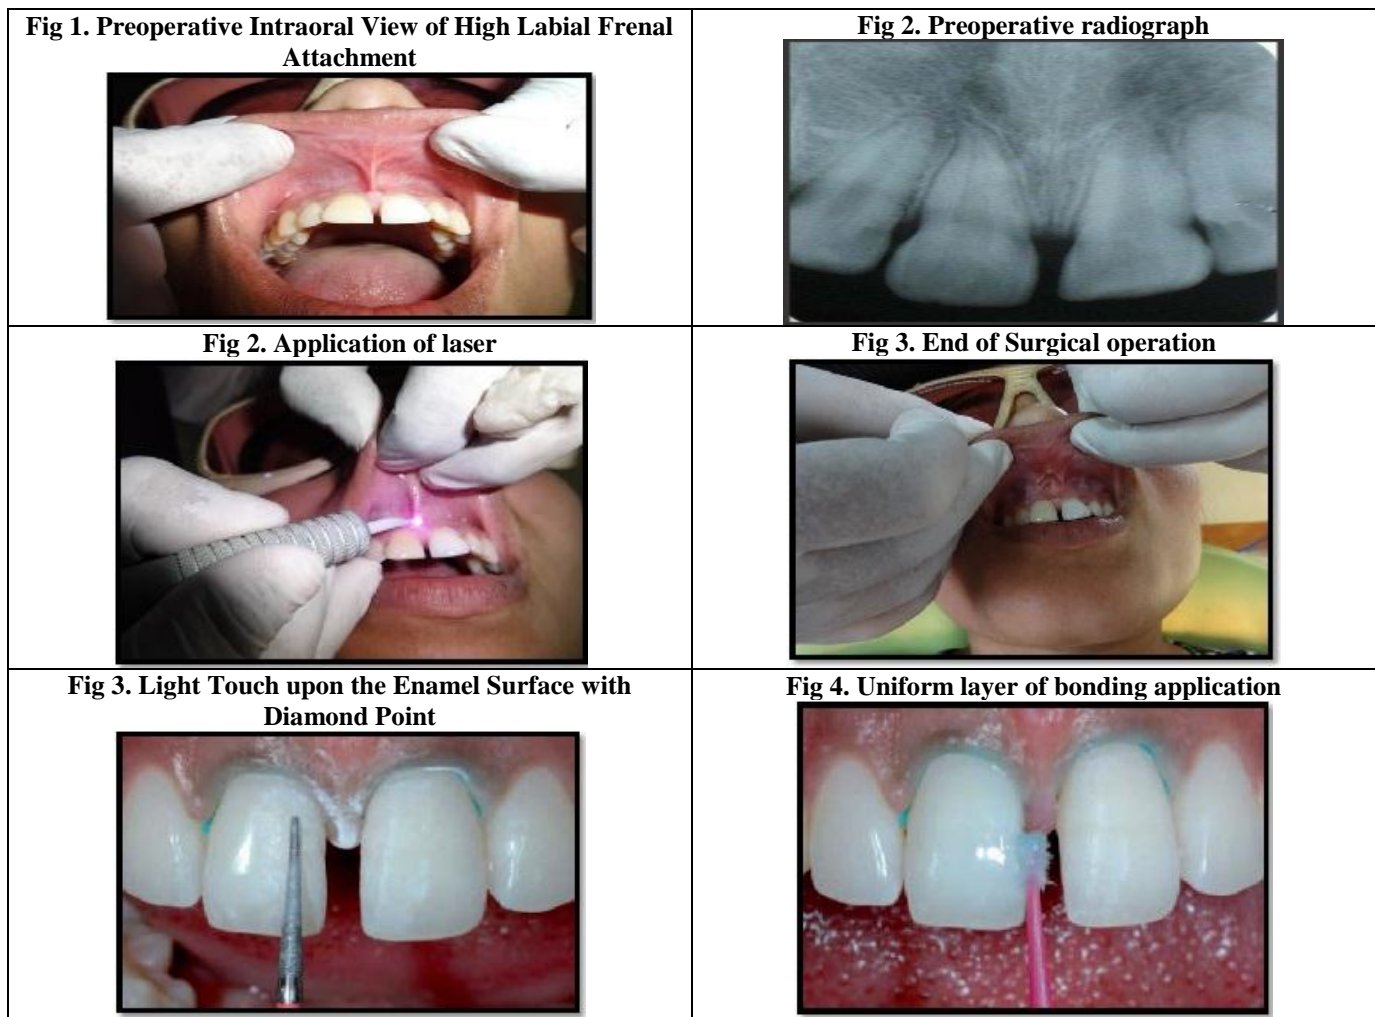 Fig 1. Preoperative Intraoral View of High Labial Frenal
Attachment
Fig 2. Preoperative radiograph
Fig 2. Application of laser
Fig 3. End of Surgical operation
Fig 3. Light Touch upon the Enamel Surface with
Diamond Point
Fig 4. Uniform layer of bonding application